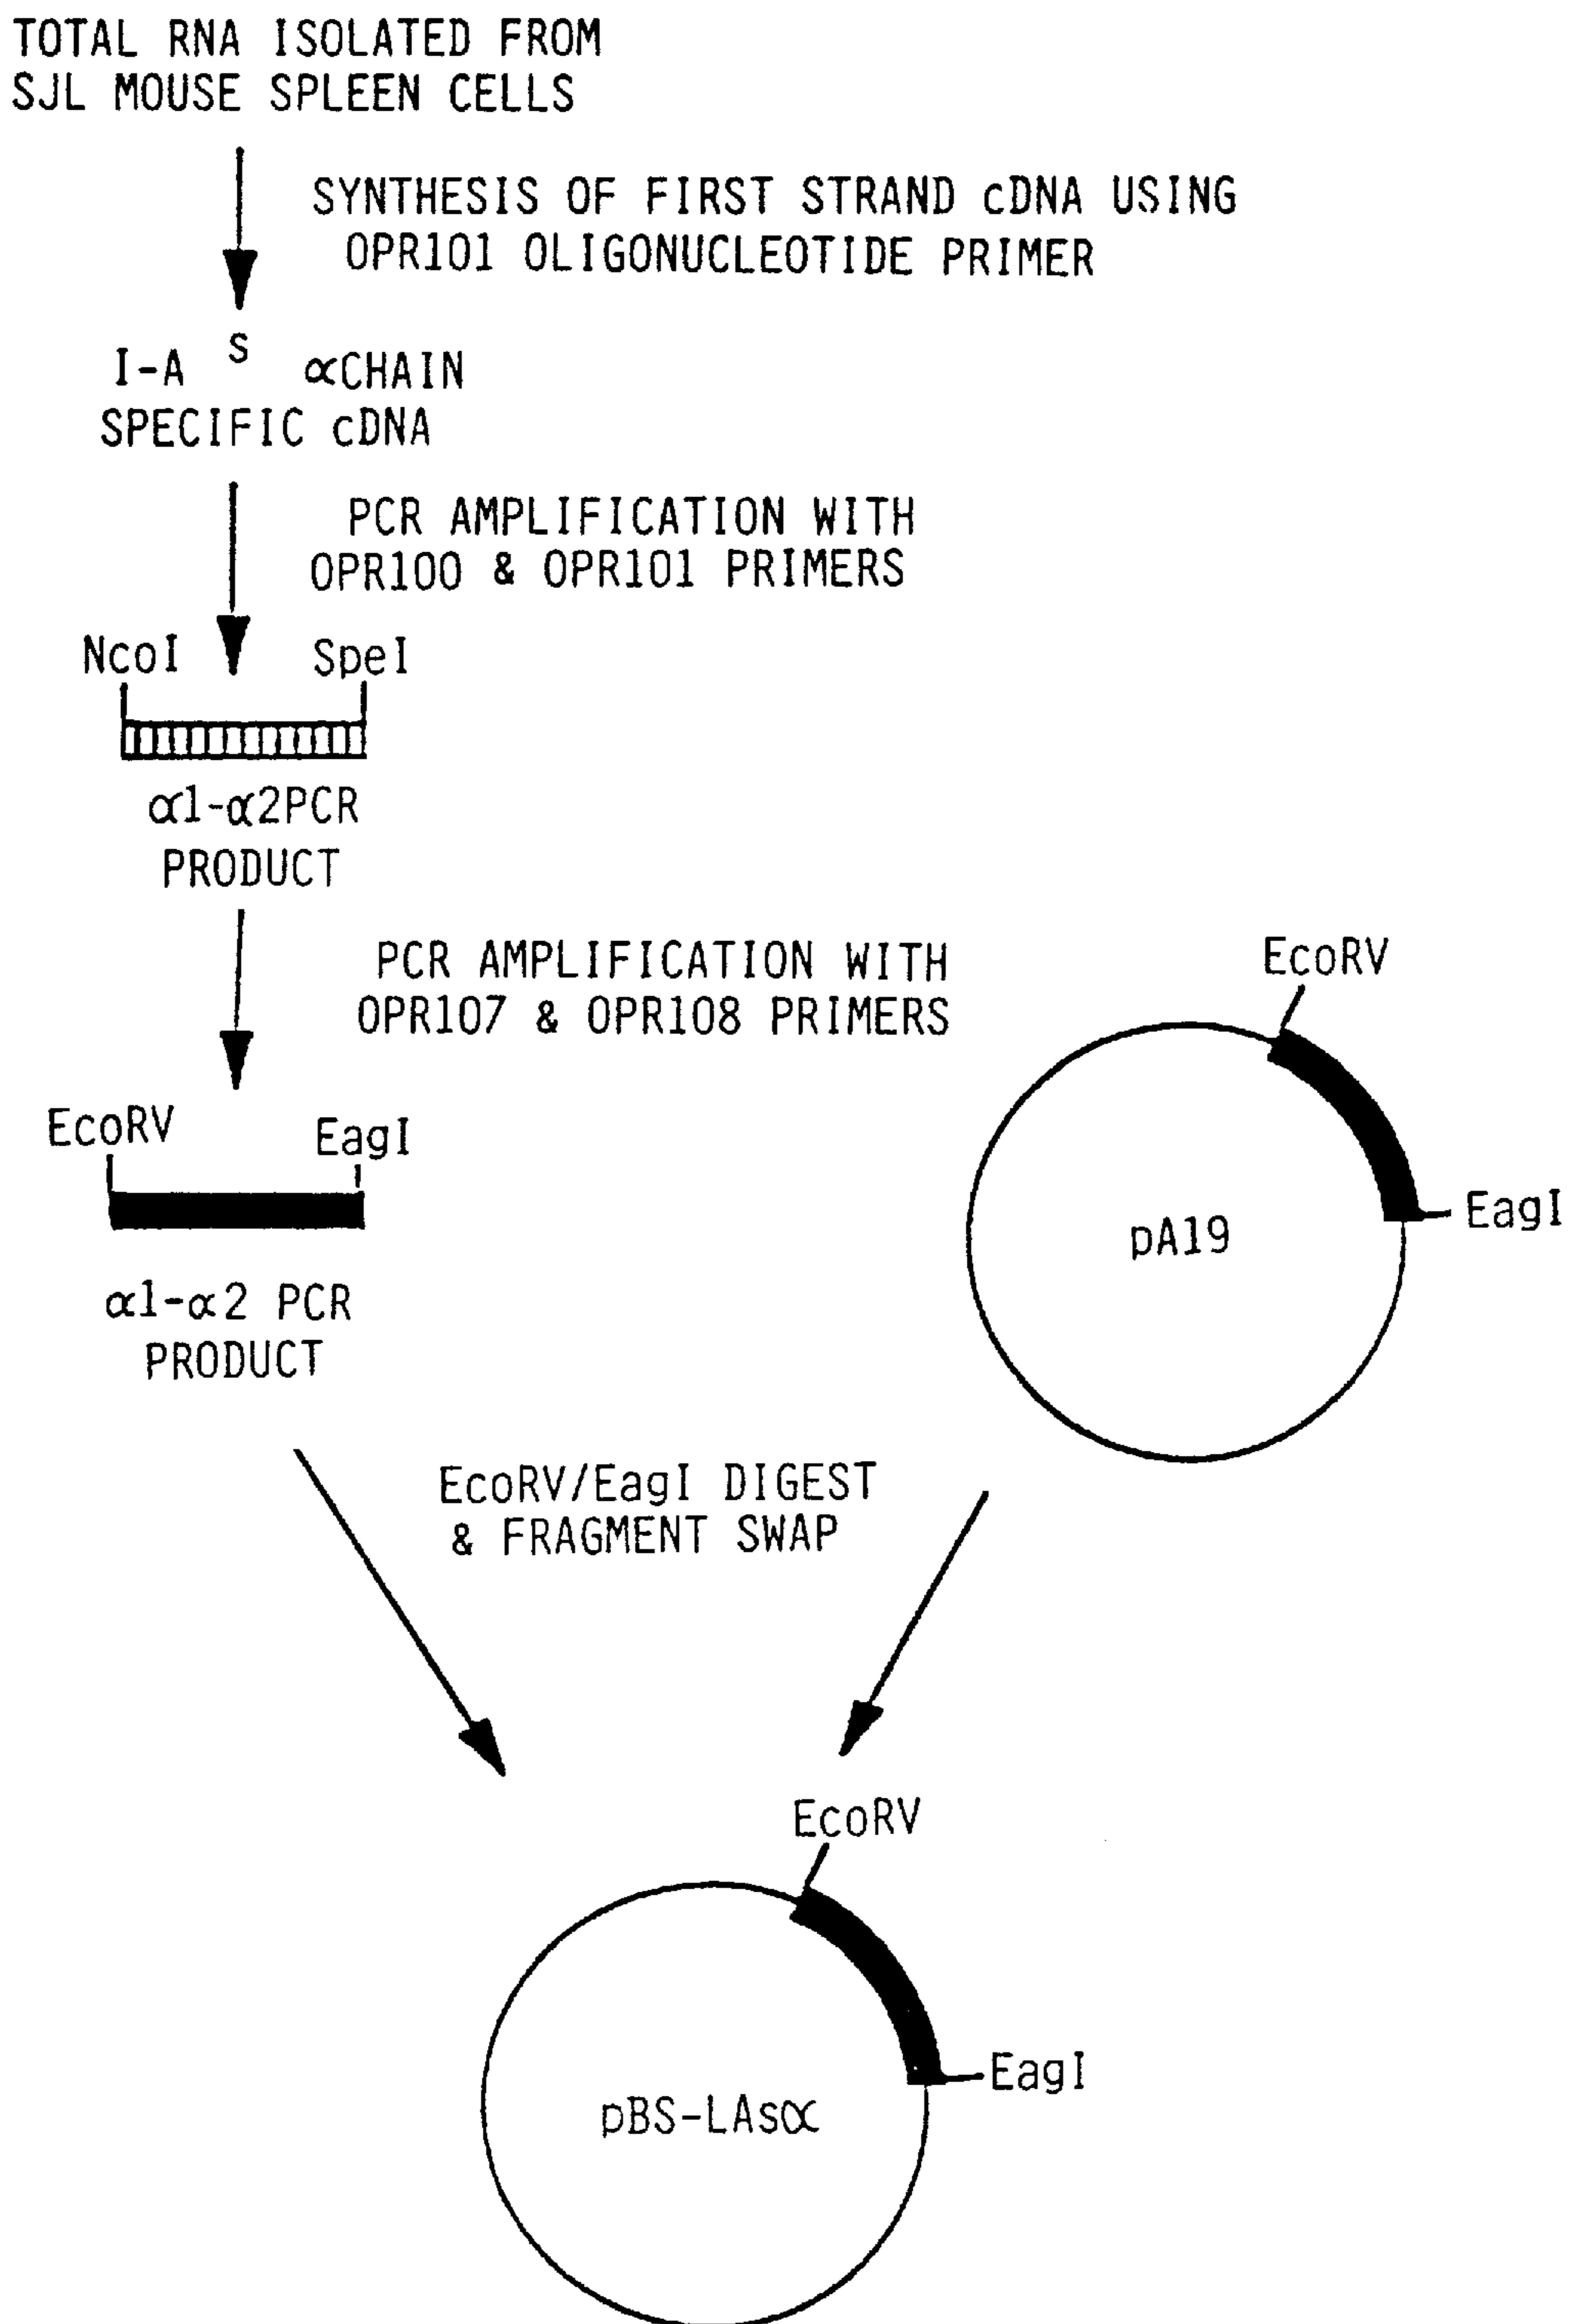 TOTAL RNA ISOLATED FROM
SJL MOUSE SPLEEN CELLS
SYNTHESIS OF FIRST STRAND cDNA USING
OPR101 OLIGONUCLEOTIDE PRIMER
I-A s αCHAIN
SPECIFIC cDNA
PCR AMPLIFICATION WITH
OPR100 & OPR101 PRIMERS
NcoI SpeI
α1-α2PCR
PRODUCT
PCR AMPLIFICATION WITH
OPR107 & OPR108 PRIMERS
EcoRV EagI
α1-α2 PCR
PRODUCT
EcoRV
EagI
pA19
EcoRV/EagI DIGEST
& FRAGMENT SWAP
EcoRV
EagI
pBS-LAsα